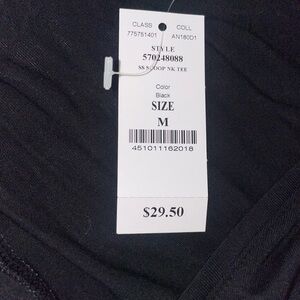 CLASS COLL
775751401 AN160D1
STYLE
570248088
SS SCOOP NK TEE
Color
Black
SIZE
M
451011162018
$29.50